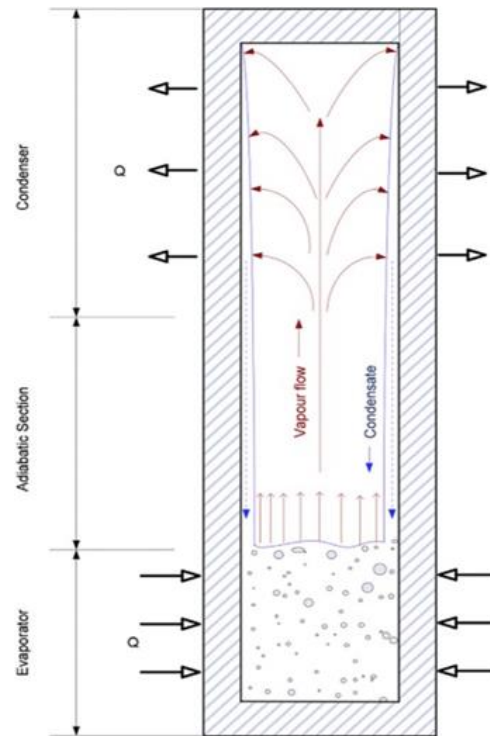 Condenser
Q
Adiabatic Section
Vapour flow
Condensate
Evaporator
Q